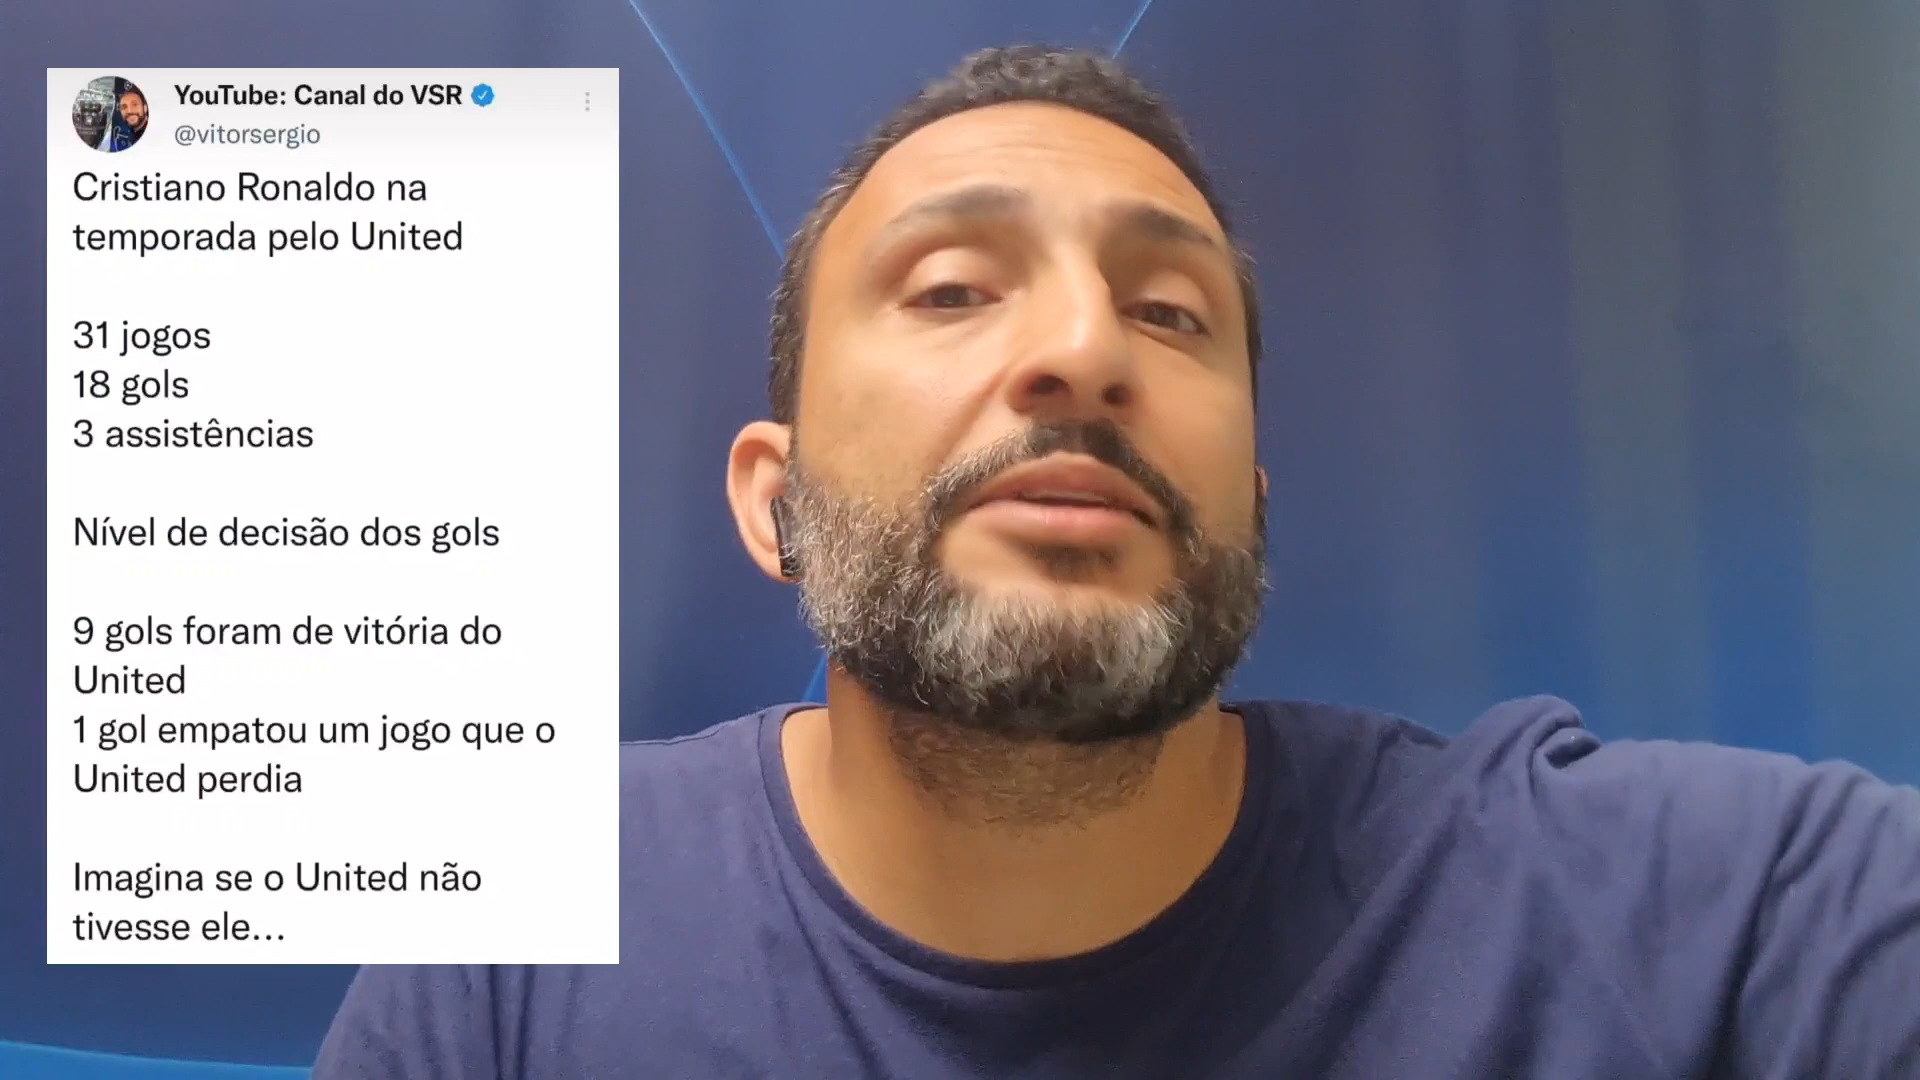 YouTube: Canal do VSR
@vitorsergio
Cristiano Ronaldo na
temporada pelo United
31 jogos
18 gols
3 assistências
Nível de decisão dos gols
9 gols foram de vitória do
United
1 gol empatou um jogo que o
United perdia
Imagina se o United não
tivesse ele...